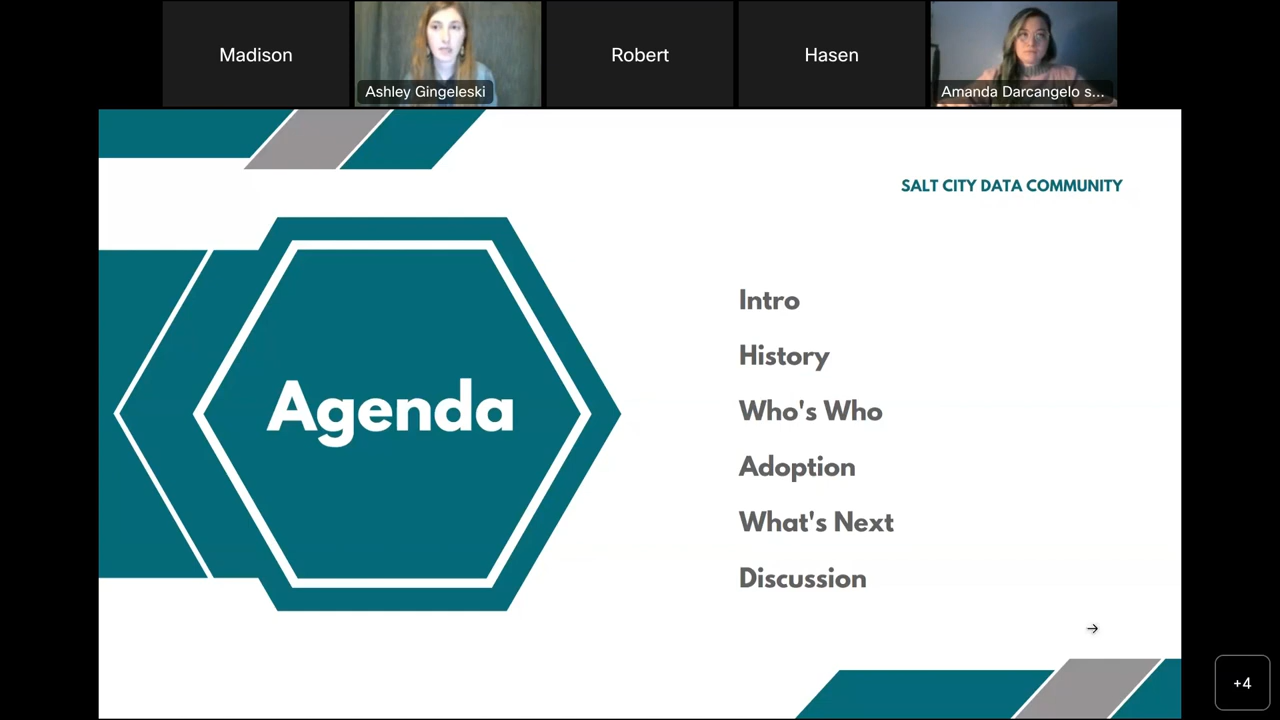 Madison
Ashley Gingeleski
Robert
Hasen
Amanda Darcangelo s...
SALT CITY DATA COMMUNITY
Agenda
Intro
History
Who's Who
Adoption
What's Next
Discussion
+4